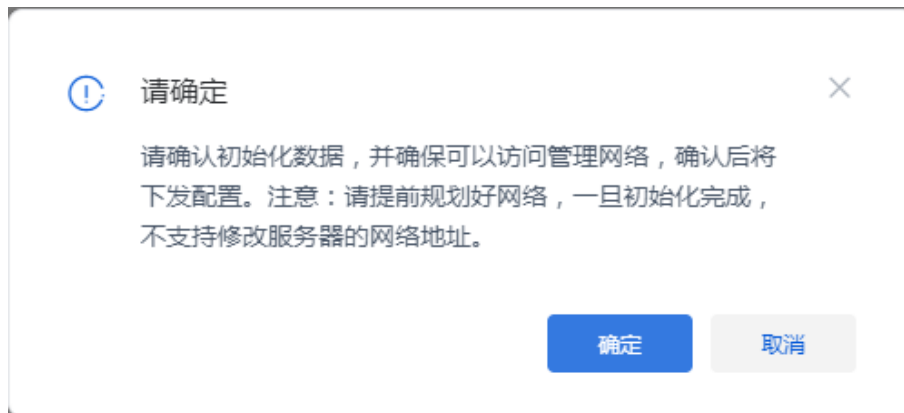 请确定
请确认初始化数据，并确保可以访问管理网络，确认后将
下发配置。注意：请提前规划好网络，一旦初始化完成，
不支持修改服务器的网络地址。
确定
取消